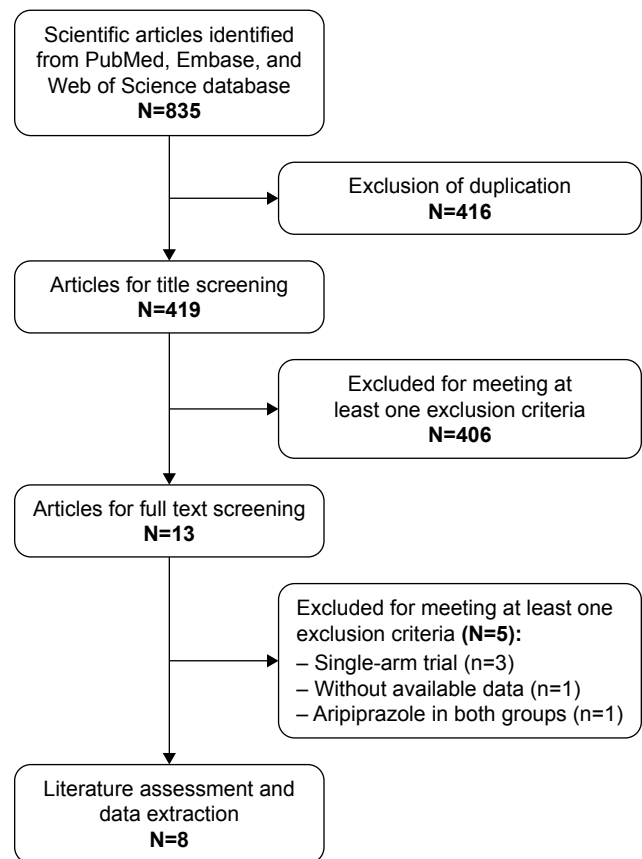 Scientific articles identified
from PubMed, Embase, and
Web of Science database
N=835
Exclusion of duplication
N=416
Articles for title screening
N=419
Excluded for meeting at
least one exclusion criteria
N=406
Articles for full text screening
N=13
Excluded for meeting at least one
exclusion criteria (N=5):
– Single-arm trial (n=3)
– Without available data (n=1)
– Aripiprazole in both groups (n=1)
Literature assessment and
data extraction
N=8